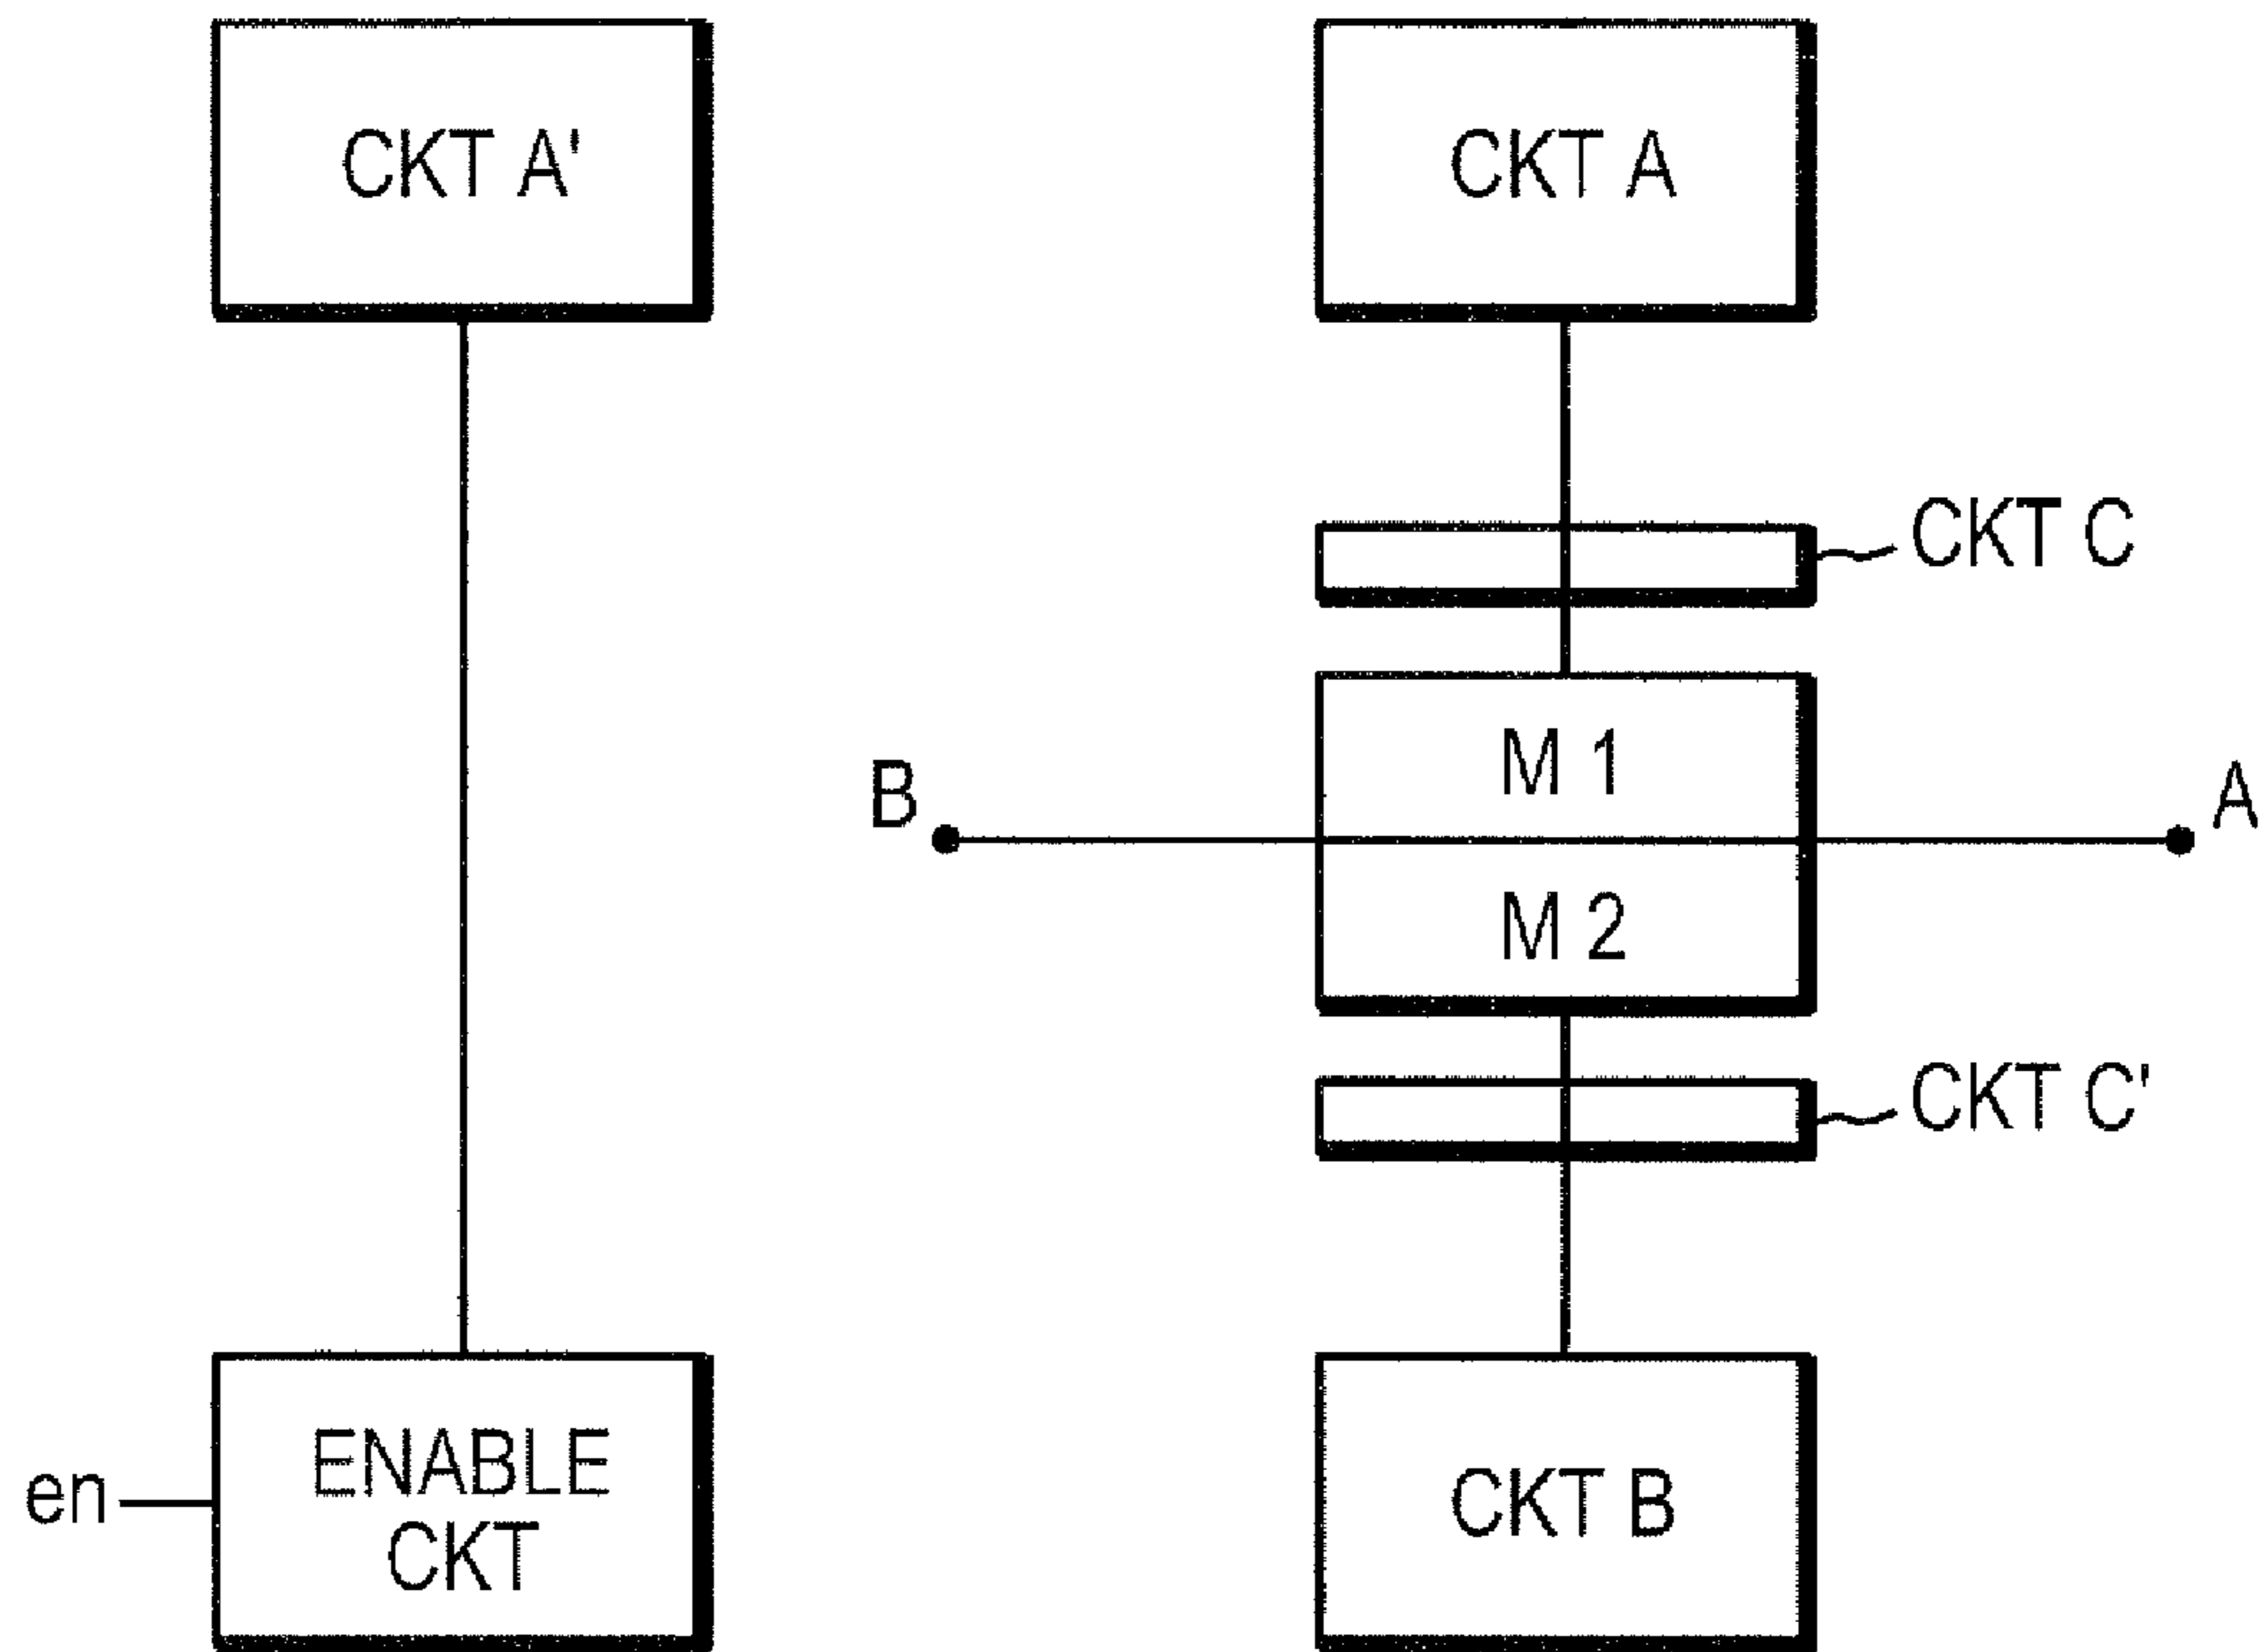 CKT A'
CKT A
CKT C
M 1
B
A
M 2
CKT C'
en
ENABLE
CKT
CKT B